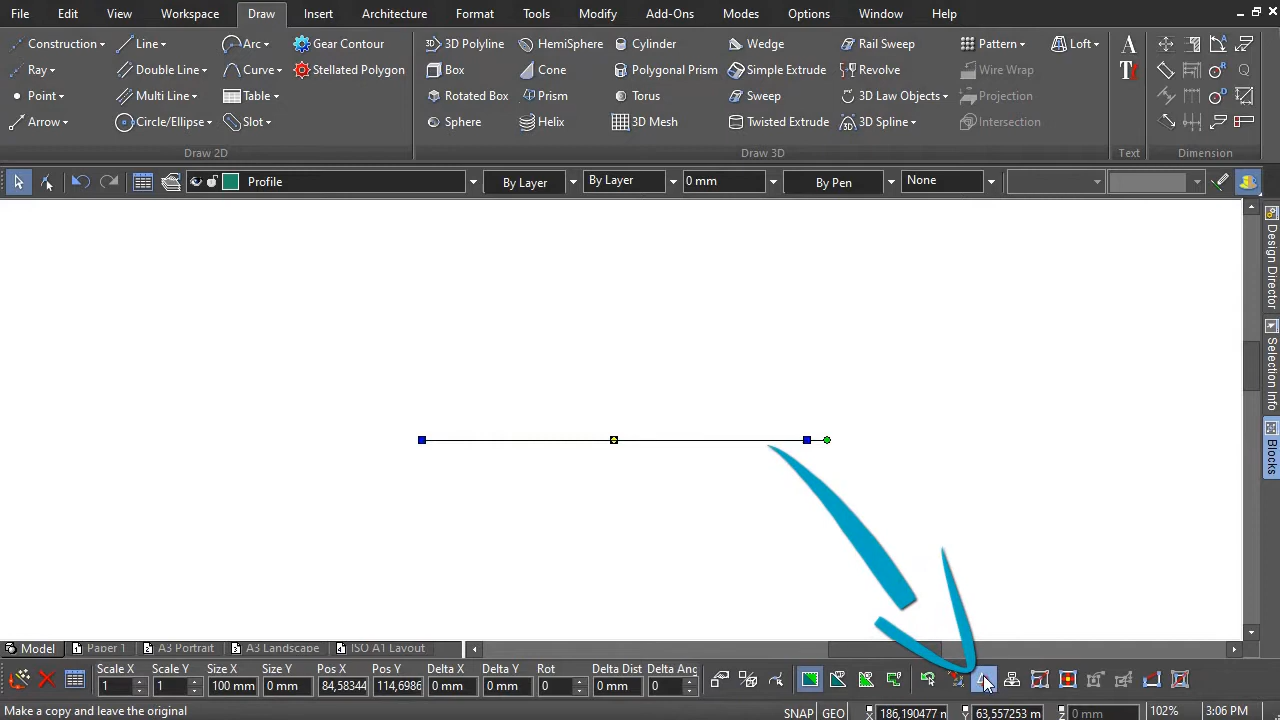 File Edit View Workspace Draw Insert Architecture Format Tools Modify Add-Ons Modes Options Window Help
Construction Line Arc Gear Contour 3D Polyline HemiSphere Cylinder Wedge Rail Sweep Pattern Loft
Ray Double Line Curve Stellated Polygon Box Cone Polygonal Prism Simple Extrude Revolve Wire Wrap
Point Multi Line Table Rotated Box Prism Torus Sweep 3D Law Objects Projection
Arrow Circle/Ellipse Slot Sphere Helix 3D Mesh Twisted Extrude 3D Spline Intersection
Draw 2D Draw 3D Text Dimension
Profile By Layer By Layer 0 mm By Pen None
Design Director
Selection Info
Blocks
Model Paper 1 A3 Portrait A3 Landscape ISO A1 Layout
Scale X Scale Y Size X Size Y Pos X Pos Y Delta X Delta Y Rot Delta Dist Delta Ang
1 1 100 mm 0 mm 84,58344 114,6986 0 mm 0 mm 0 0 mm 0
Make a copy and leave the original SNAP GEO X 186,190477 n Y 63,557253 m Z 0 mm 102% 3:06 PM